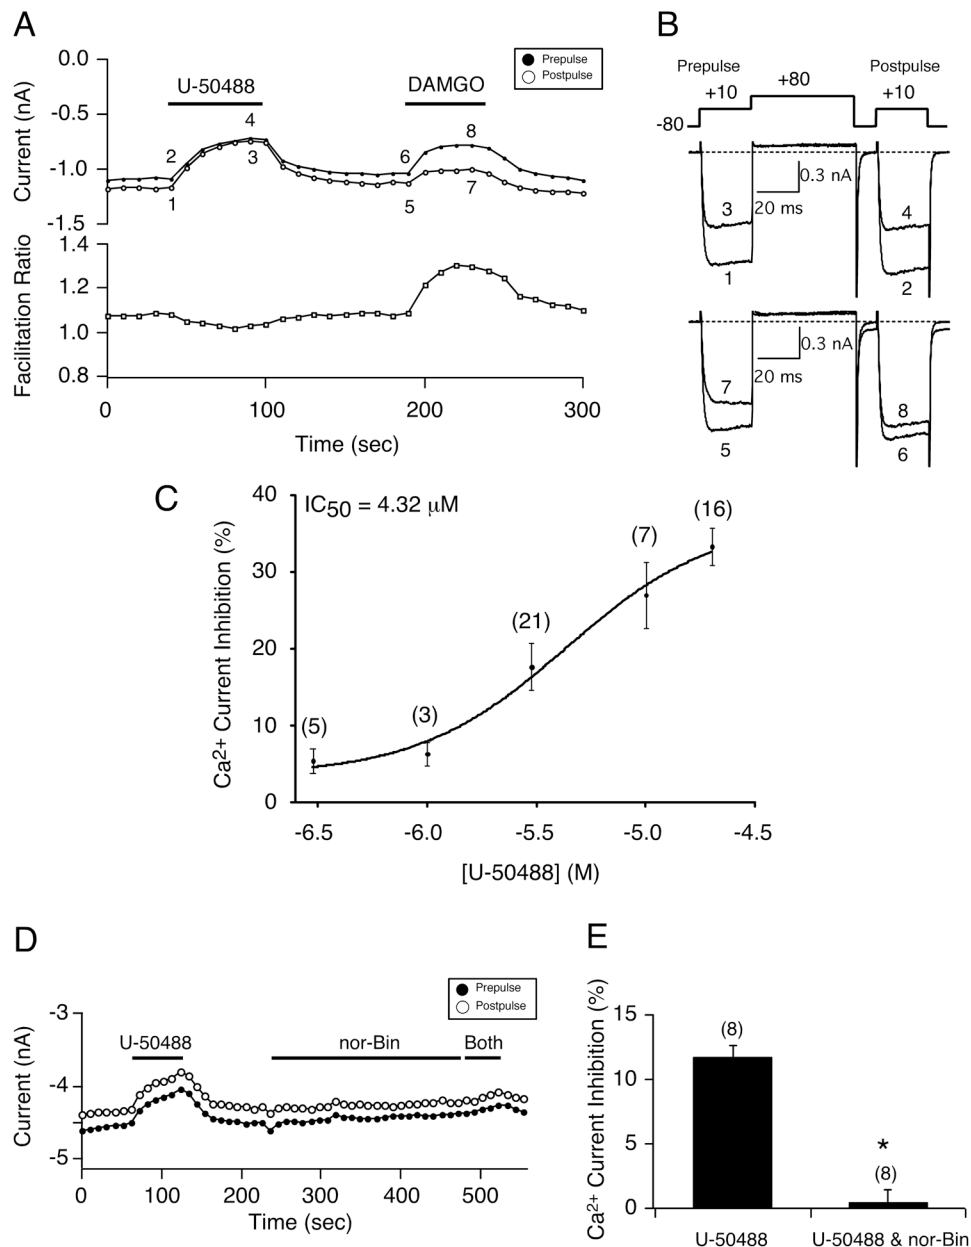 A
0.0
-0.5
-1.0
-1.5
Current (nA)
U-50488
DAMGO
Prepulse
Postpulse
4
2
3
1
8
6
7
5
1.4
1.2
1.0
0.8
Facilitation Ratio
0
100
200
300
Time (sec)
B
Prepulse
Postpulse
+10
+80
+10
-80
0.3 nA
20 ms
3
4
1
2
0.3 nA
20 ms
7
8
5
6
C
IC50 = 4.32 μM
40
30
20
10
0
Ca2+ Current Inhibition (%)
(5)
(3)
(21)
(7)
(16)
-6.5
-6.0
-5.5
-5.0
-4.5
[U-50488] (M)
D
Prepulse
Postpulse
-3
-4
-5
Current (nA)
U-50488
nor-Bin
Both
0
100
200
300
400
500
Time (sec)
E
15
10
5
0
Ca2+ Current Inhibition (%)
(8)
*
(8)
U-50488
U-50488 & nor-Bin